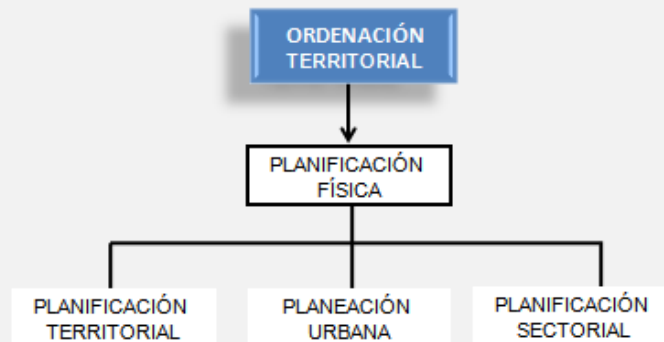 ORDENACIÓN
TERRITORIAL
PLANIFICACIÓN
FÍSICA
PLANIFICACIÓN
TERRITORIAL
PLANEACIÓN
URBANA
PLANIFICACIÓN
SECTORIAL